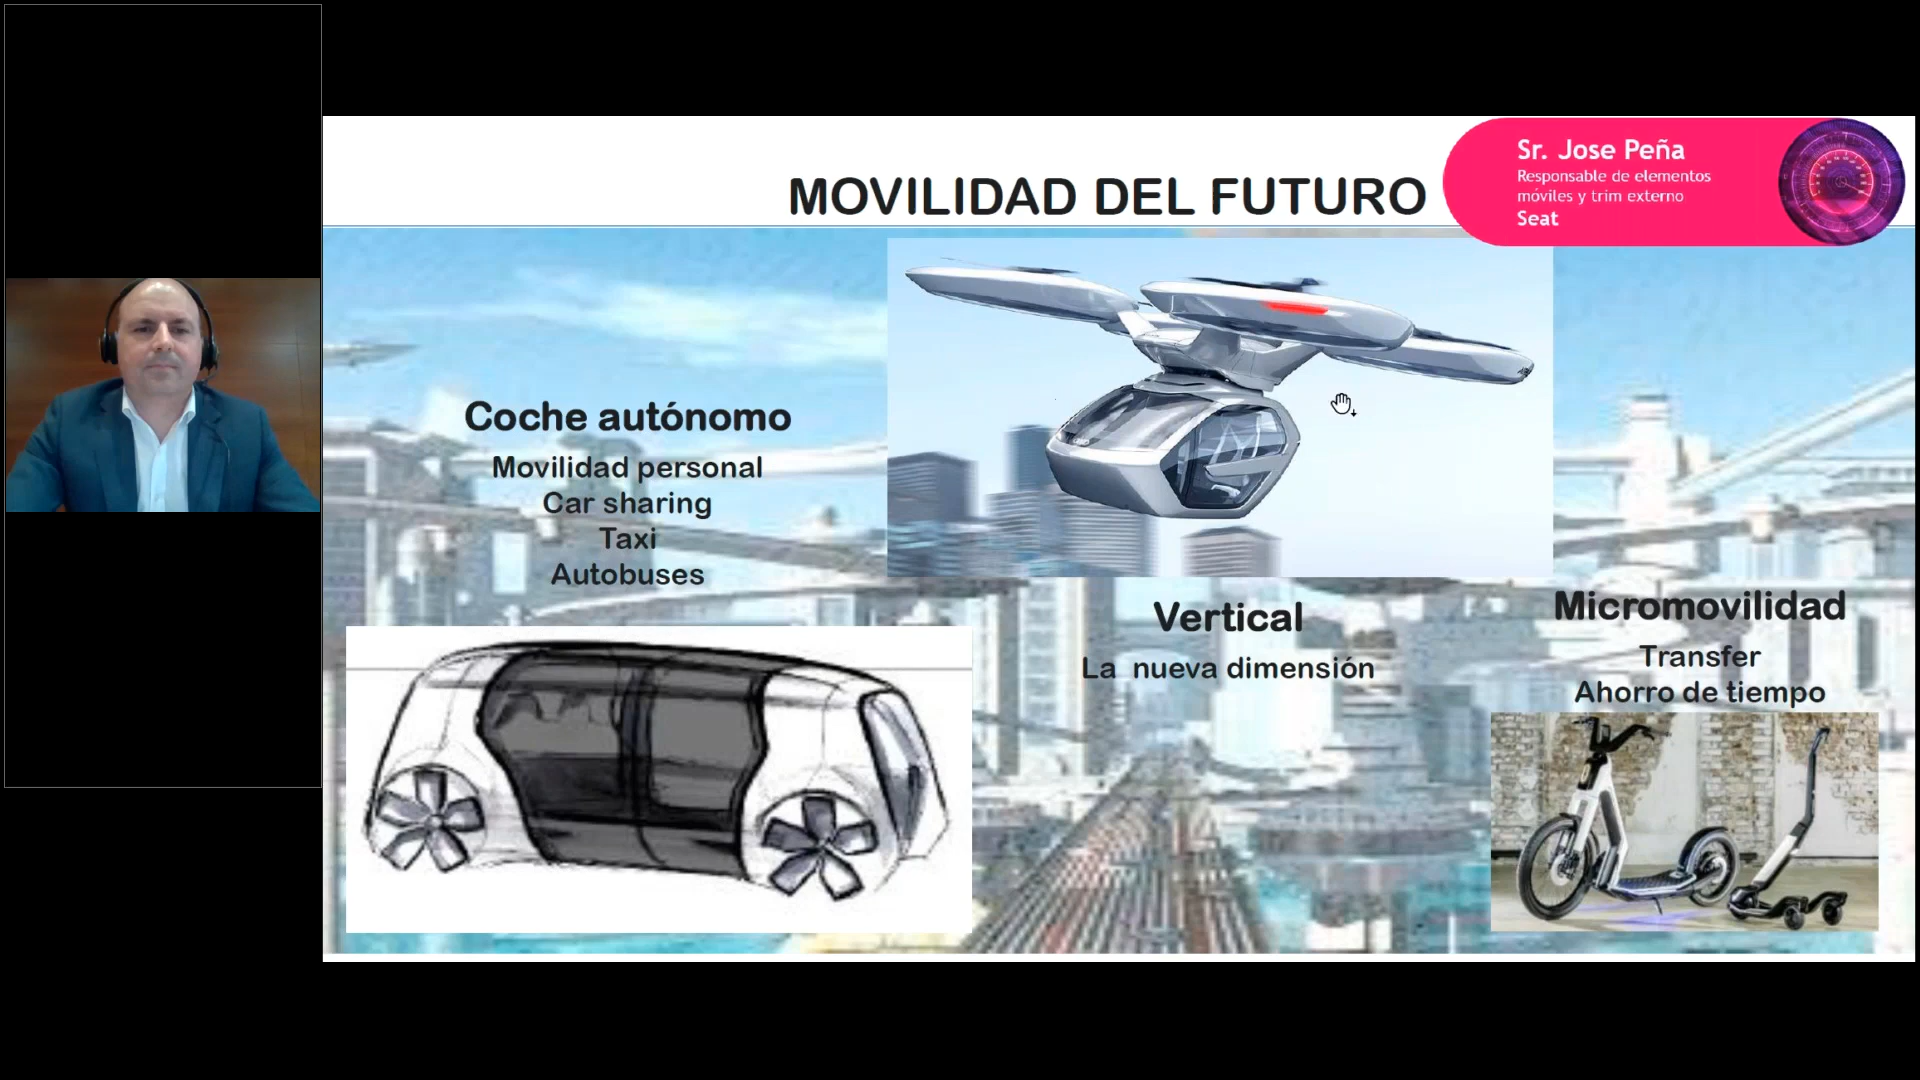 MOVILIDAD DEL FUTURO
Sr. Jose Peña
Responsable de elementos
móviles y trim externo
Seat
Coche autónomo
Movilidad personal
Car sharing
Taxi
Autobuses
Vertical
La nueva dimensión
Micromovilidad
Transfer
Ahorro de tiempo